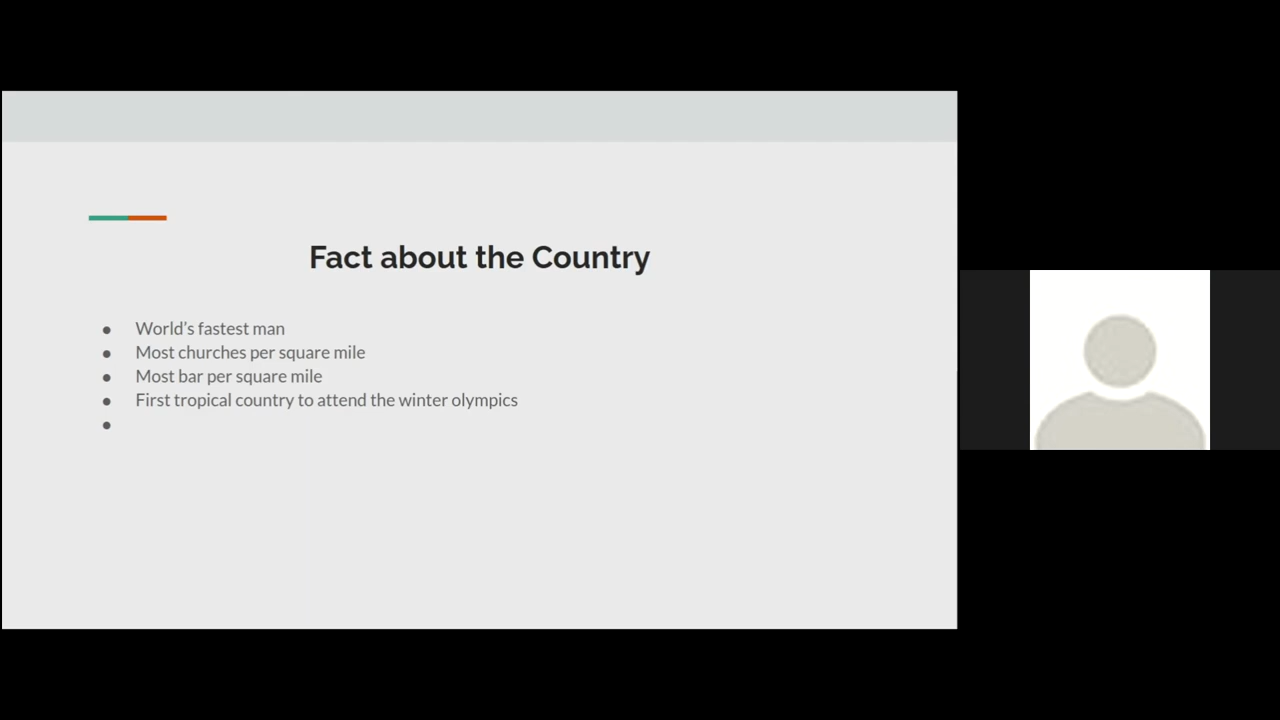 Fact about the Country
● World's fastest man
● Most churches per square mile
● Most bar per square mile
● First tropical country to attend the winter olympics
●